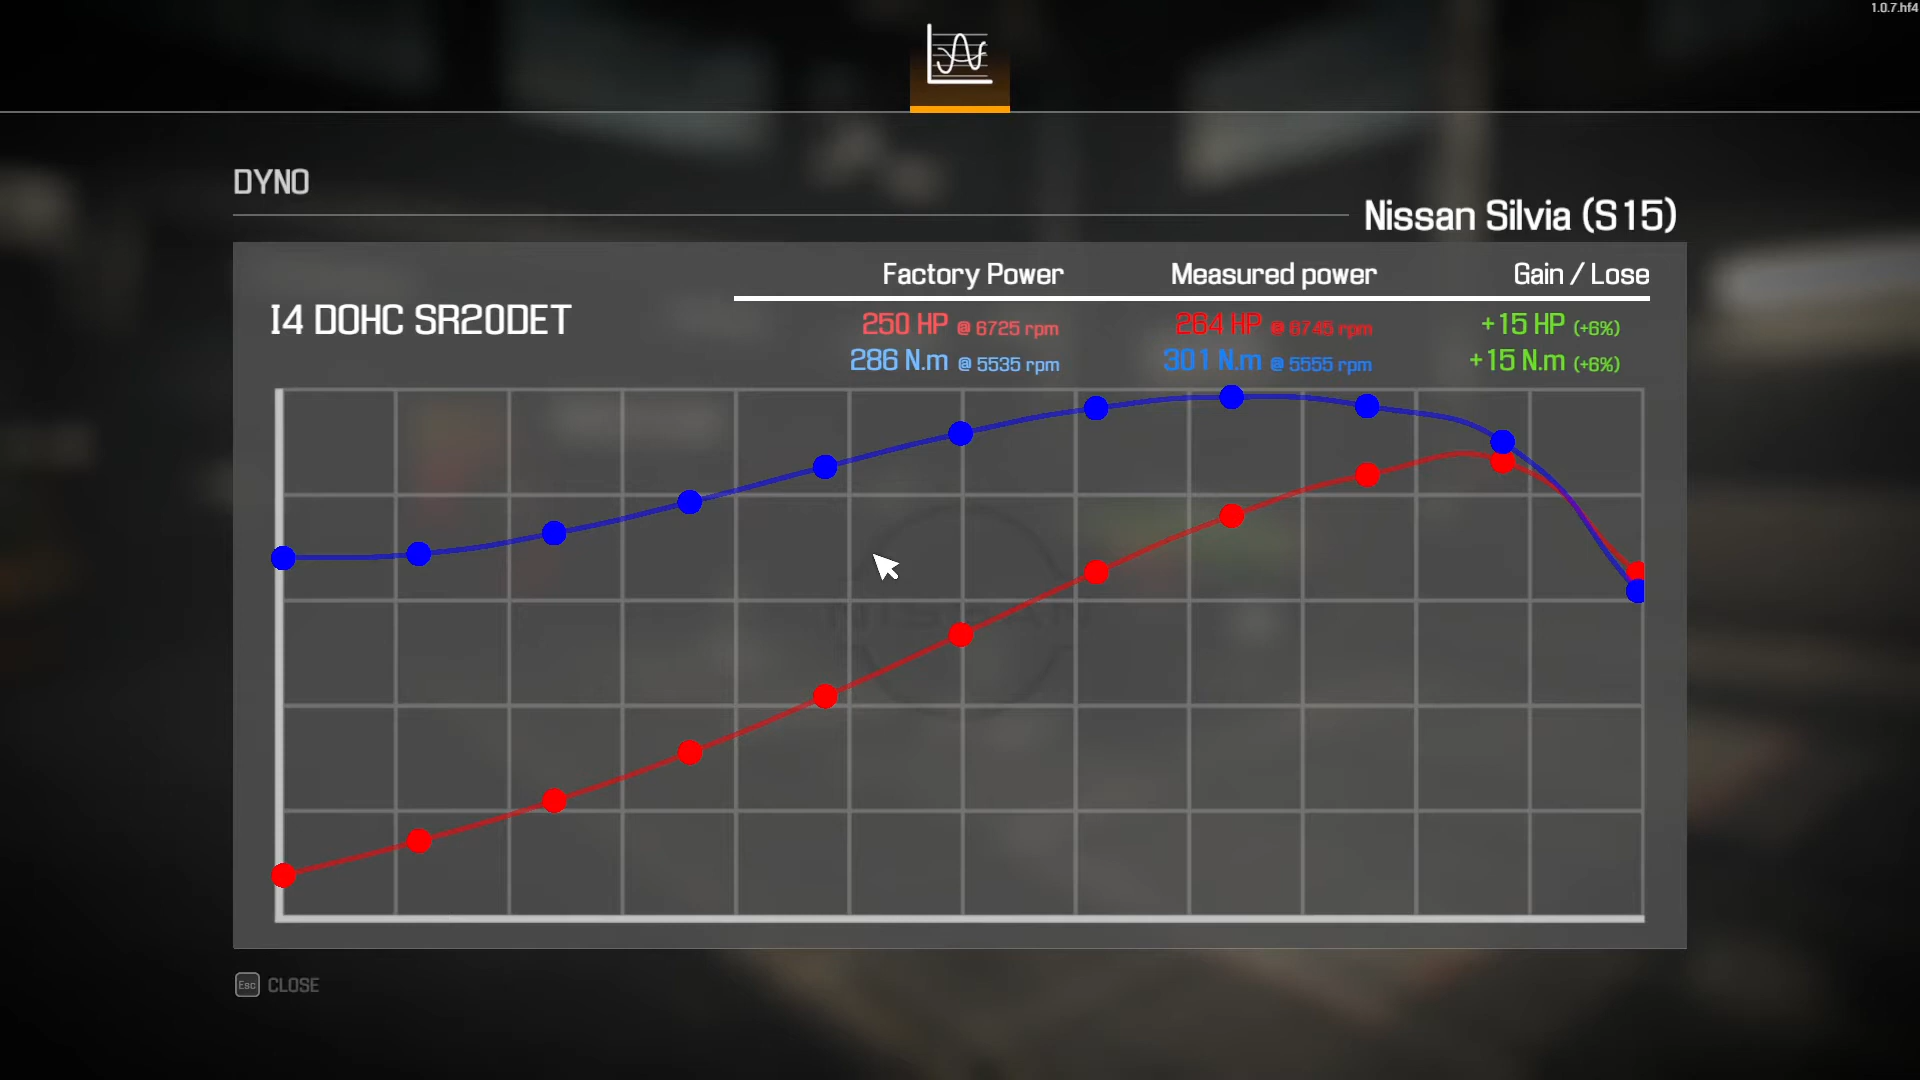 1.0.7.hf4
DYNO
Nissan Silvia (S15)
Factory Power Measured power Gain / Lose
I4 DOHC SR20DET
250 HP @ 6725 rpm 264 HP @ 6745 rpm +15 HP (+6%)
286 N.m @ 5535 rpm 301 N.m @ 5555 rpm +15 N.m (+6%)
NISSAN
Esc CLOSE